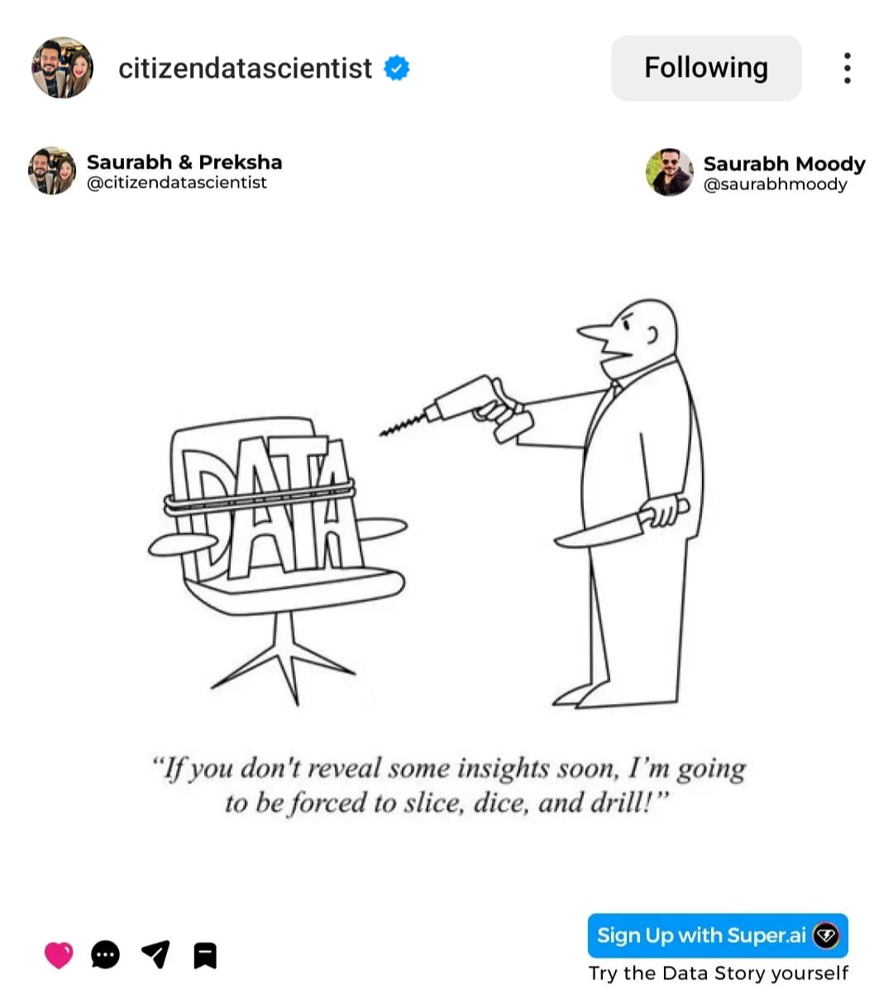 citizendatascientist
Following
Saurabh & Preksha
@citizendatascientist
Saurabh Moody
@saurabhmoody
DATA
“If you don't reveal some insights soon, I’m going
to be forced to slice, dice, and drill!”
Sign Up with Super.ai
Try the Data Story yourself